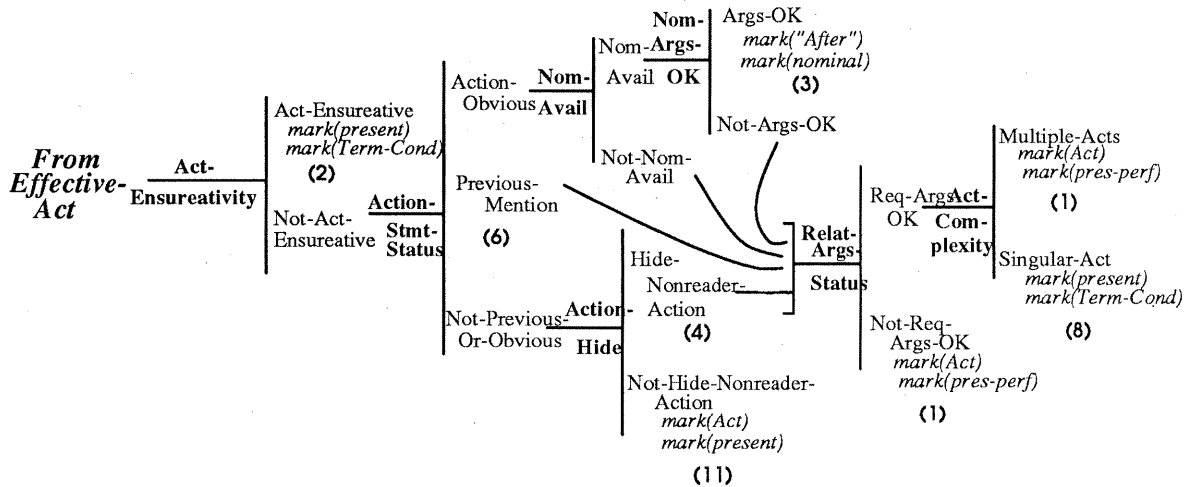 From
Effective-
Act
Act-
Ensureativity
Act-Ensureative
mark(present)
mark(Term-Cond)
(2)
Not-Act-
Ensureative
Action-
Stmt-
Status
Action-
Obvious
Previous-
Mention
(6)
Not-Previous-
Or-Obvious
Nom-
Avail
Nom-
Avail
Not-Nom-
Avail
Nom-
Args-
OK
Args-OK
mark("After")
mark(nominal)
(3)
Not-Args-OK
Action-
Hide
Hide-
Nonreader-
Action
(4)
Not-Hide-Nonreader-
Action
mark(Act)
mark(present)
(11)
Relat-
Args-
Status
Req-Args-
OK
Not-Req-
Args-OK
mark(Act)
mark(pres-perf)
(1)
Act-
Com-
plexity
Multiple-Acts
mark(Act)
mark(pres-perf)
(1)
Singular-Act
mark(present)
mark(Term-Cond)
(8)